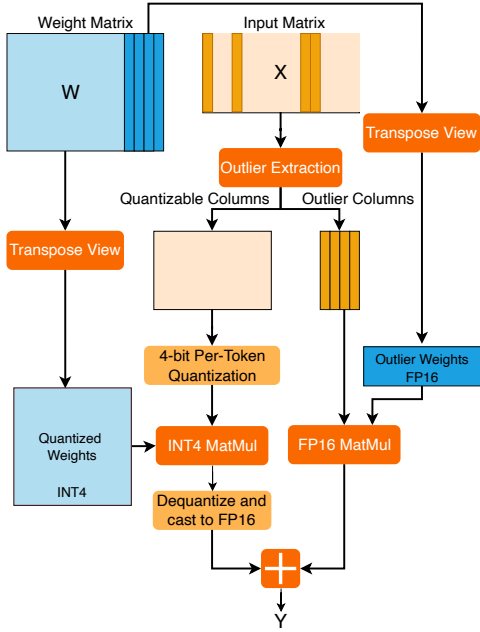 Weight Matrix
Input Matrix
W
X
Transpose View
Outlier Extraction
Quantizable Columns
Outlier Columns
Transpose View
4-bit Per-Token
Quantization
Outlier Weights
FP16
Quantized
Weights
INT4
INT4 MatMul
FP16 MatMul
Dequantize and
cast to FP16
Y